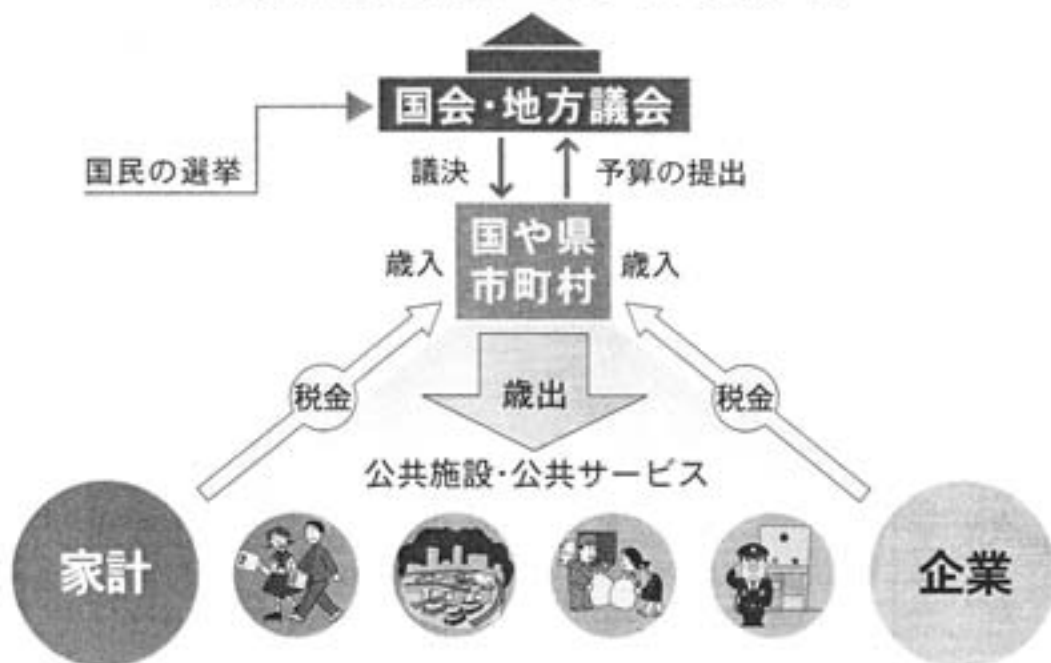 国会・地方議会
国民の選挙
議決
予算の提出
国や県
市町村
歳入
歳入
税金
歳出
税金
公共施設・公共サービス
家計
企業